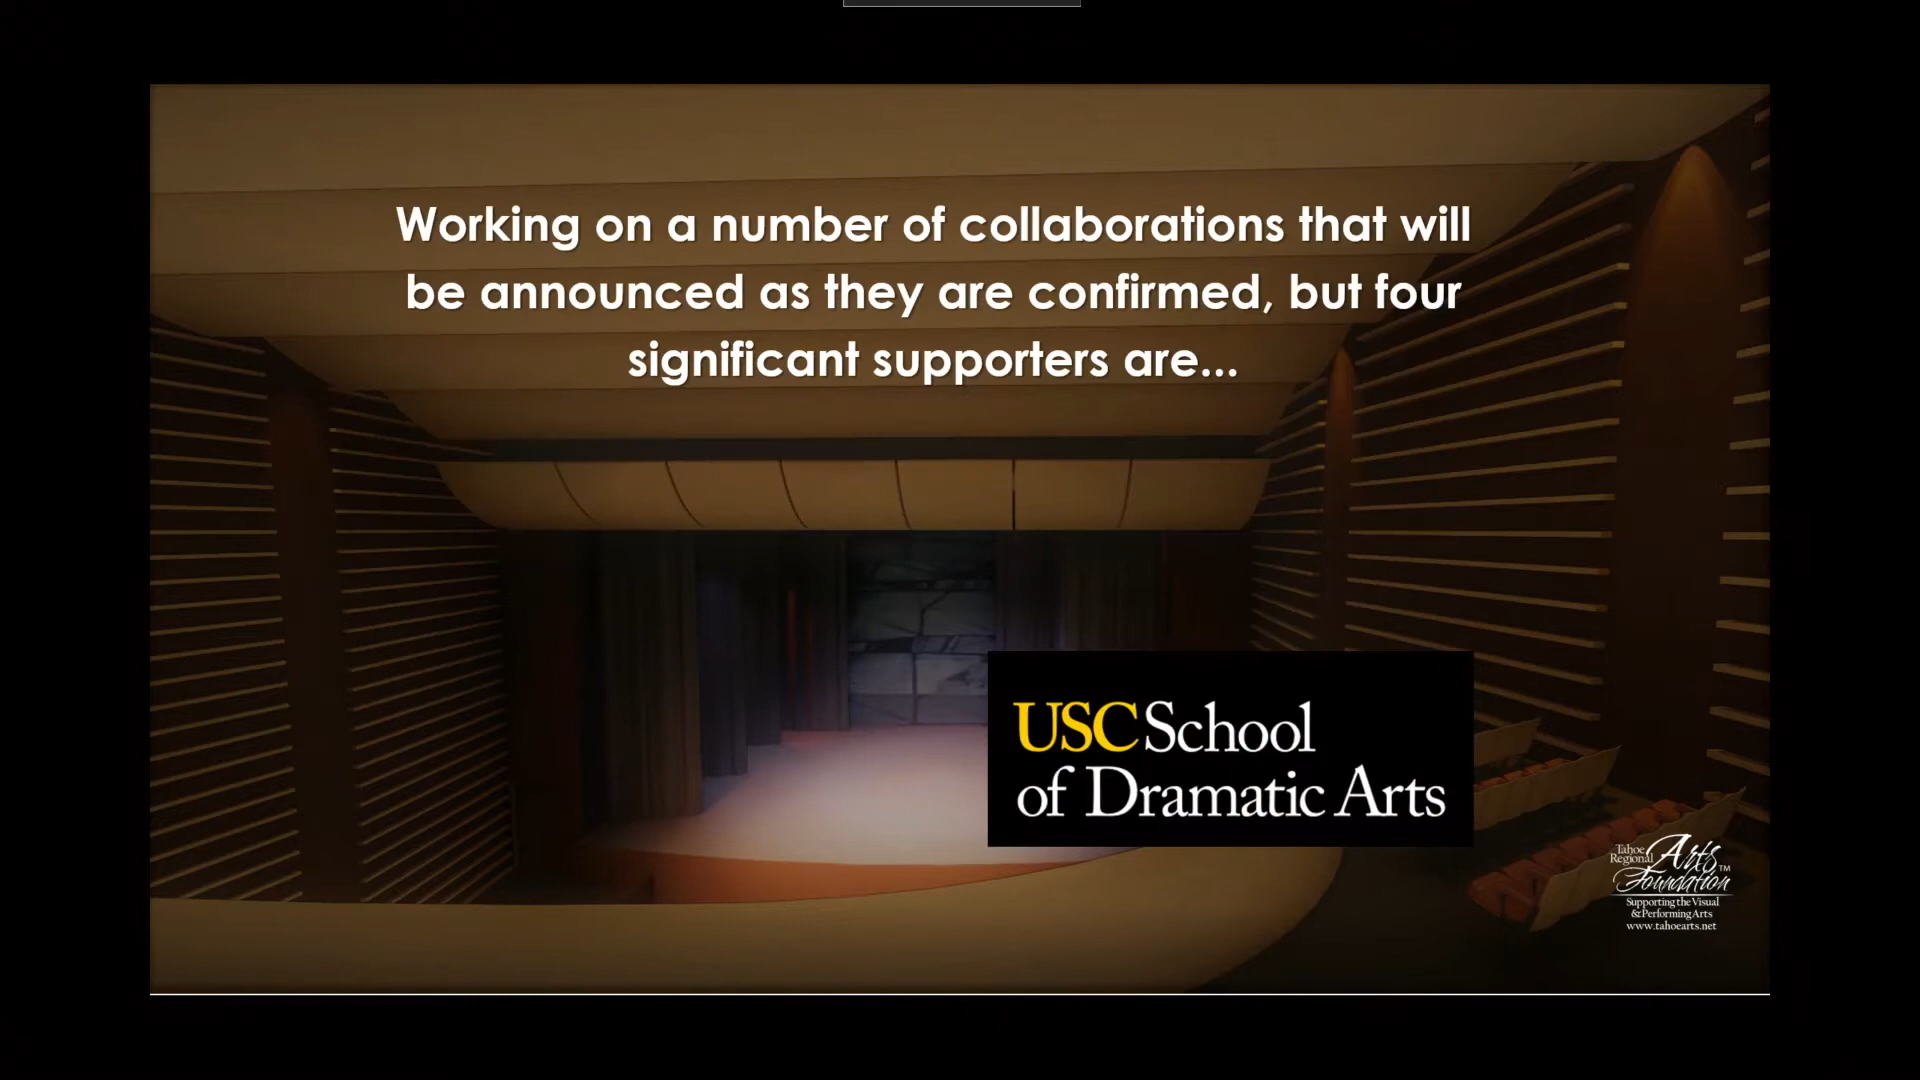 Working on a number of collaborations that will
be announced as they are confirmed, but four
significant supporters are...
USC School
of Dramatic Arts
Tahoe
Regional Arts™
Foundation
Supporting the Visual
& Performing Arts
www.tahoearts.net